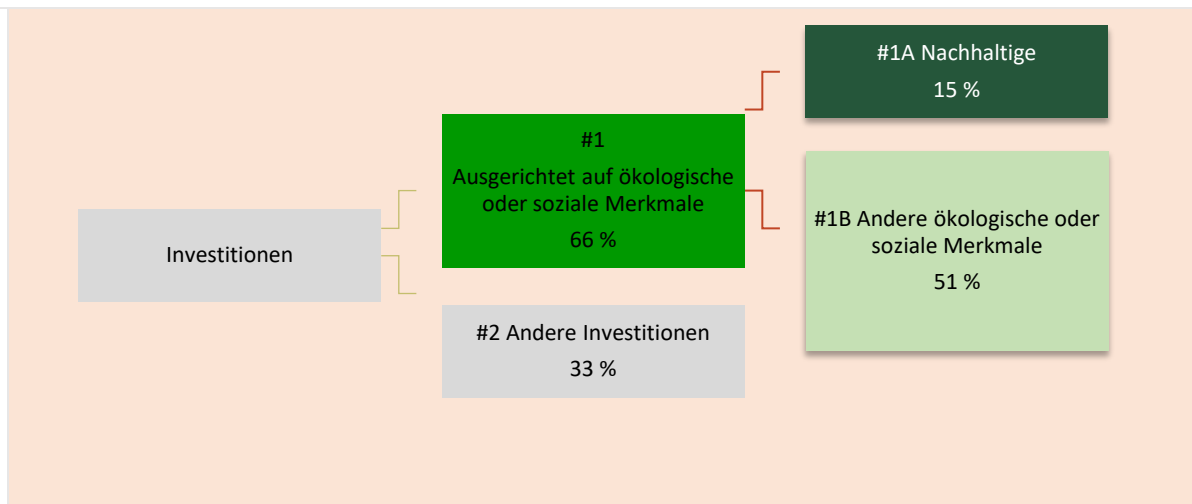 Investitionen
#1
Ausgerichtet auf ökologische
oder soziale Merkmale
66 %
#2 Andere Investitionen
33 %
#1A Nachhaltige
15 %
#1B Andere ökologische oder
soziale Merkmale
51 %